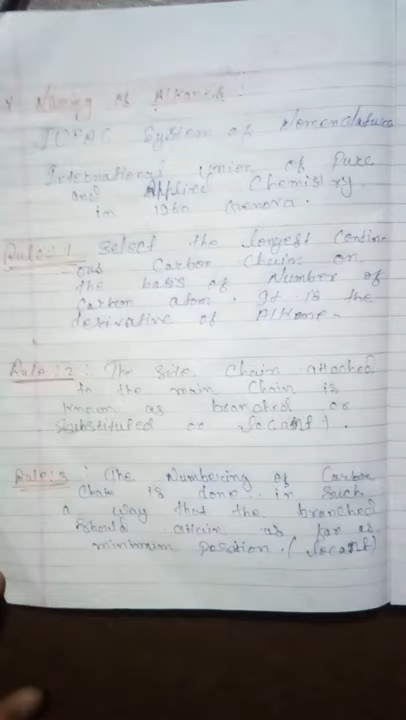 Naming of Alkanes :
IUPAC System of Nomenclature
International Union of Pure
and Applied Chemistry
in 19
Rule: 1 Select the longest contin
ous Carbon Chain on
the basis of Number of
Carbon atom. It is the
derivative of Alkane.
Rule: 2 : The Side Chain attached
to the main Chain is
known as branched or
Substituted or locant).
Rule: 3 The Numbering of Carbon
Chain is done in such
a way that the branched
should attain as far as
minimum position. (locant)